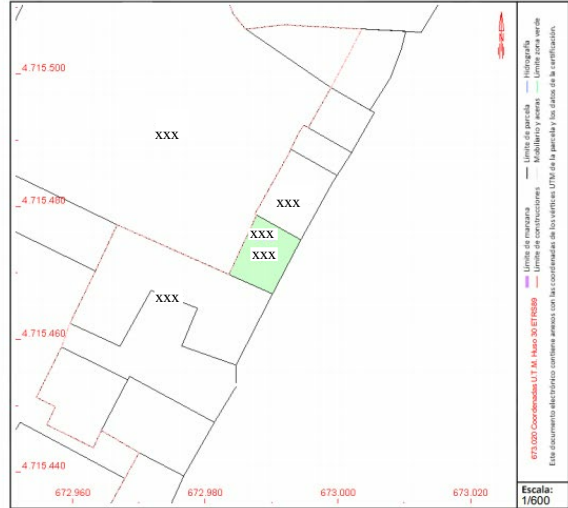 4.715.500
xxx
4.715.480
xxx
xxx
xxx
xxx
4.715.460
4.715.440
672.960
672.980
673.000
673.020
Límite de manzana
Límite de parcela
Hidrografía
Límite de construcciones
Mobiliario y aceras
Límite zona verde
673.020 Coordenadas U.T.M. Huso 30 ETRS89
Este documento electrónico contiene anexos con las coordenadas de los vértices UTM de la parcela y los datos de la certificación.
Escala:
1/600